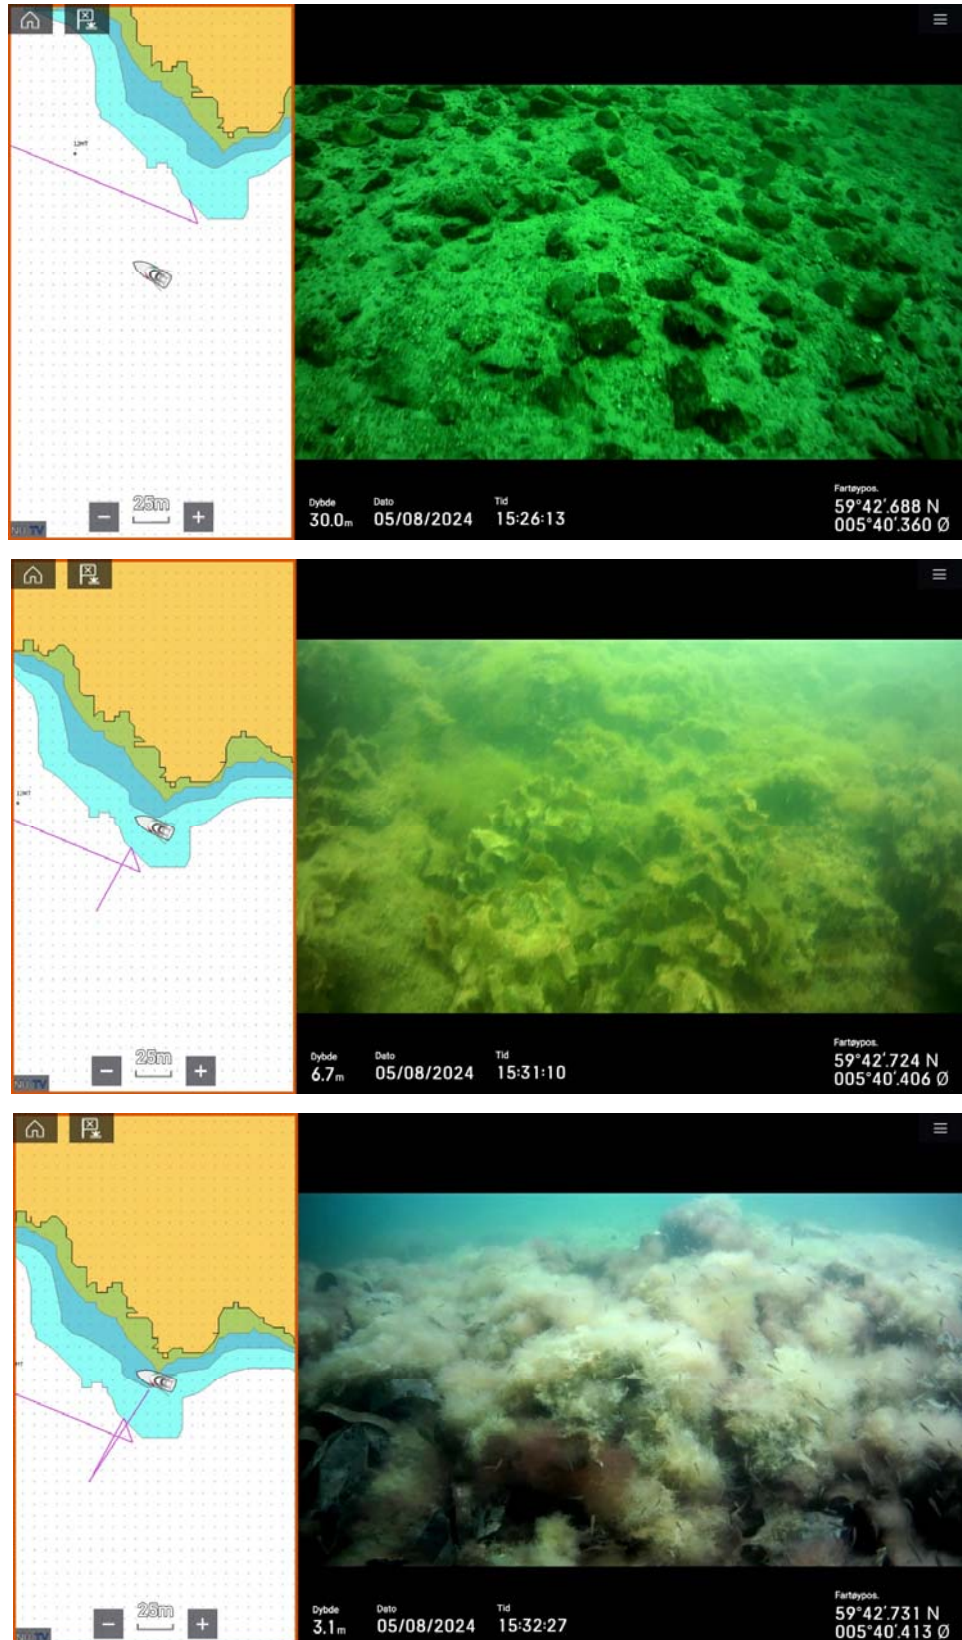 12MT
25m
Dybde
30.0m
Dato
05/08/2024
Tid
15:26:13
Fartøypos.
59°42'.688 N
005°40'.360 Ø
25m
Dybde
6.7m
Dato
05/08/2024
Tid
15:31:10
Fartøypos.
59°42'.724 N
005°40'.406 Ø
25m
Dybde
3.1m
Dato
05/08/2024
Tid
15:32:27
Fartøypos.
59°42'.731 N
005°40'.413 Ø